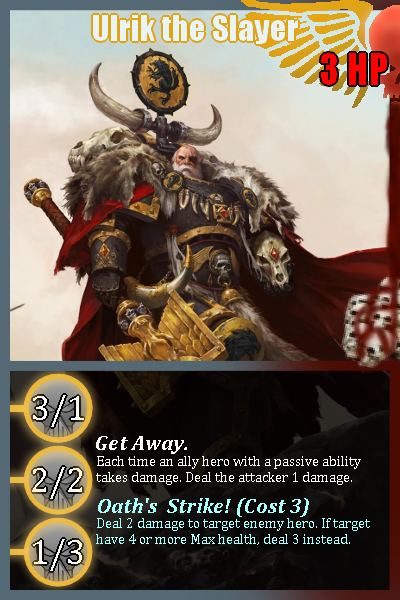 Ulrik the Slayer
3 HP
3/1
Get Away.
Each time an ally hero with a passive ability
takes damage. Deal the attacker 1 damage.
2/2
Oath's Strike! (Cost 3)
Deal 2 damage to target enemy hero. If target
have 4 or more Max health, deal 3 instead.
1/3